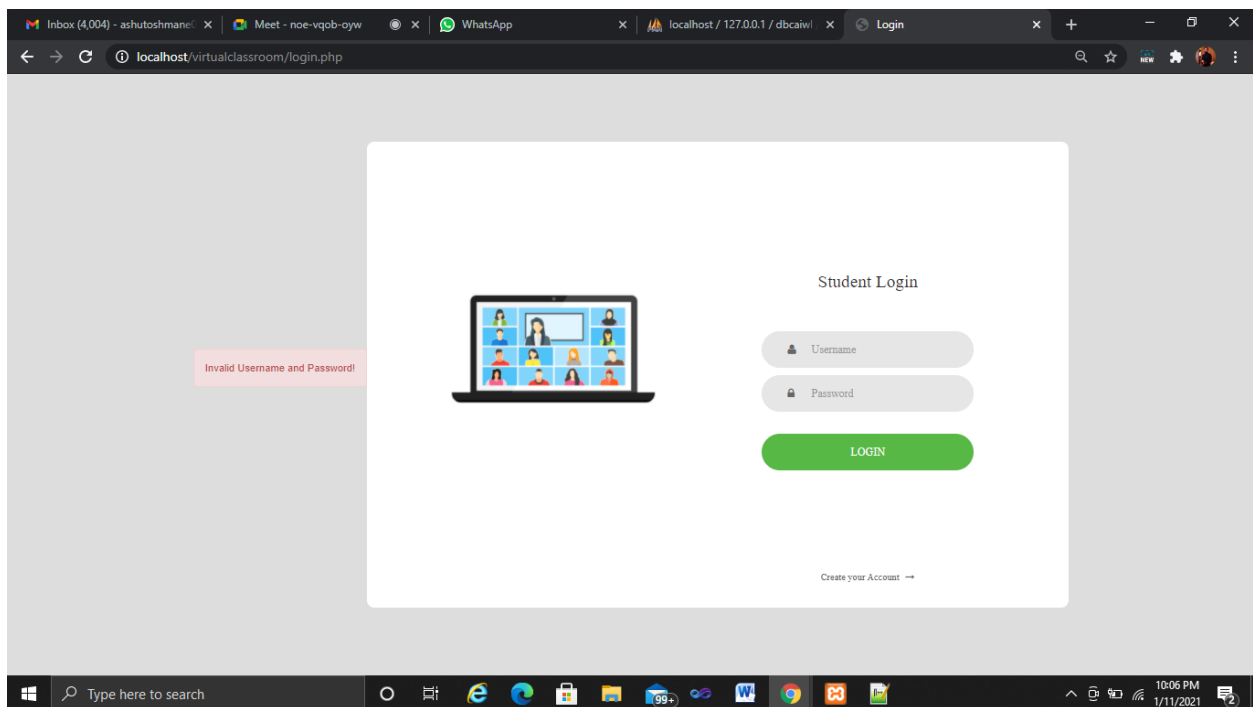 Inbox (4,004) - ashutoshmane
Meet - noe-vqob-oyw
WhatsApp
localhost / 127.0.0.1 / dbcaiwl
Login
localhost/virtualclassroom/login.php
NEW
Student Login
Username
Invalid Username and Password!
Password
LOGIN
Create your Account →
Type here to search
99+
10:06 PM
1/11/2021
2